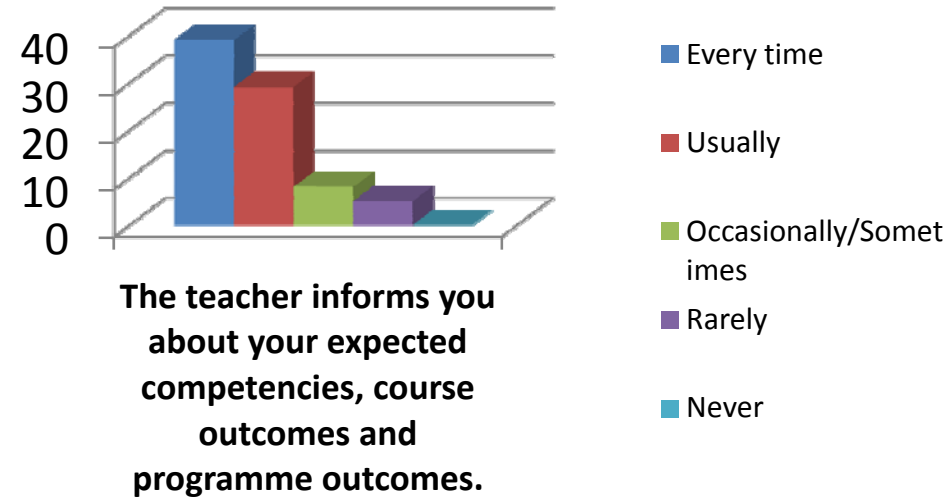 40
30
20
10
0
The teacher informs you
about your expected
competencies, course
outcomes and
programme outcomes.
Every time
Usually
Occasionally/Somet
imes
Rarely
Never